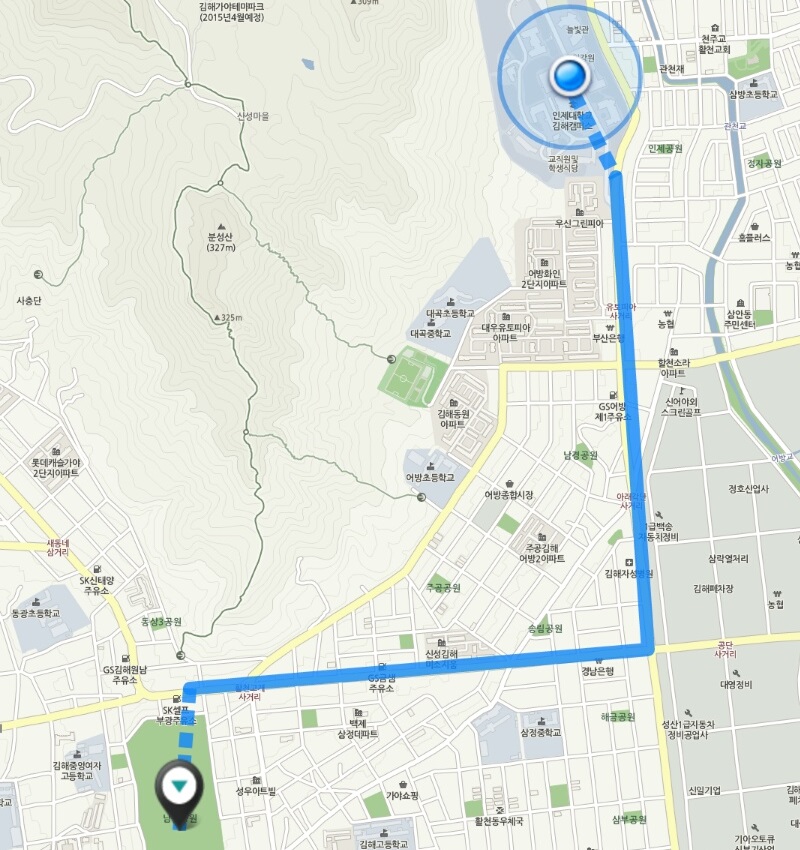 김해가야테마파크
(2015년4월예정)
▲309m
늘빛관
천주교
활천교회
관천재
삼방초등학교
인제대학교
김해캠퍼스
산성마을
관천교
인제공원
정지공원
교직원및
학생식당
우신그린피아
분성산
(327m)
홈플러스
농협
어방화인
2단지아파트
사충단
대곡초등학교
대곡중학교
▲325m
대우유토피아
아파트
유토피아
사거리
부산은행
농협
삼안동
주민센터
활천소라
아파트
김해동원
아파트
GS어방
제1주유소
신어야외
스크린골프
롯데캐슬가야
2단지아파트
남경공원
어방교
어방초등학교
어방종합시장
정호신업사
사거리
1급백송
자동차정비
새동네
삼거리
주공김해
어방2아파트
삼락열처리
SK신태양
주유소
김해자성병원
김해폐차장
주공공원
농협
동광초등학교
동상3공원
송림공원
신성김해
공단
사거리
GS김해원남
주유소
경남은행
대영정비
주유소
사거리
SK셀프
부광주유소
백제
삼정데파트
해공공원
성산1급자동차
정비공업사
삼정중학교
김해중앙여자
고등학교
성우아트빌
가야쇼핑
신일기업
활천동우체국
삼부공원
김해고등학교
기아오토큐